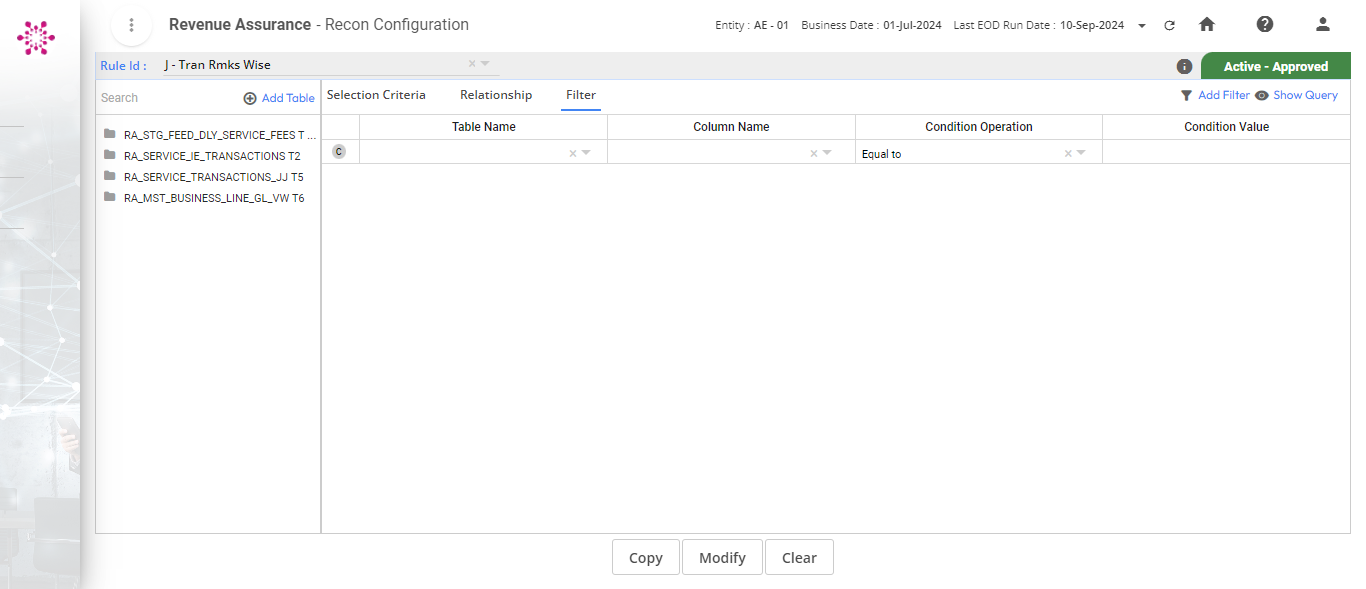 Revenue Assurance - Recon Configuration
Entity : AE - 01 Business Date : 01-Jul-2024 Last EOD Run Date : 10-Sep-2024
Rule Id : J - Tran Rmks Wise
Active - Approved
Search Add Table
Selection Criteria Relationship Filter
Add Filter Show Query
RA_STG_FEED_DLY_SERVICE_FEES T ...
RA_SERVICE_IE_TRANSACTIONS T2
RA_SERVICE_TRANSACTIONS_JJ T5
RA_MST_BUSINESS_LINE_GL_VW T6
Table Name Column Name Condition Operation Condition Value
C Equal to
Copy Modify Clear